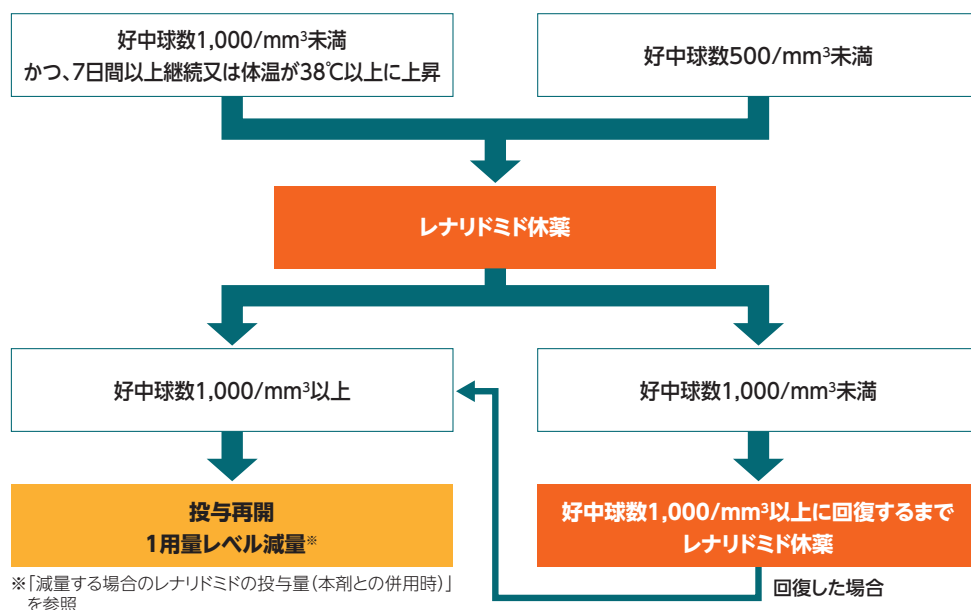 好中球数1,000/mm³未満
かつ、7日間以上継続又は体温が38℃以上に上昇
好中球数500/mm³未満
レナリドミド休薬
好中球数1,000/mm³以上
好中球数1,000/mm³未満
投与再開
1用量レベル減量※
好中球数1,000/mm³以上に回復するまで
レナリドミド休薬
※「減量する場合のレナリドミドの投与量(本剤との併用時)」
を参照
回復した場合